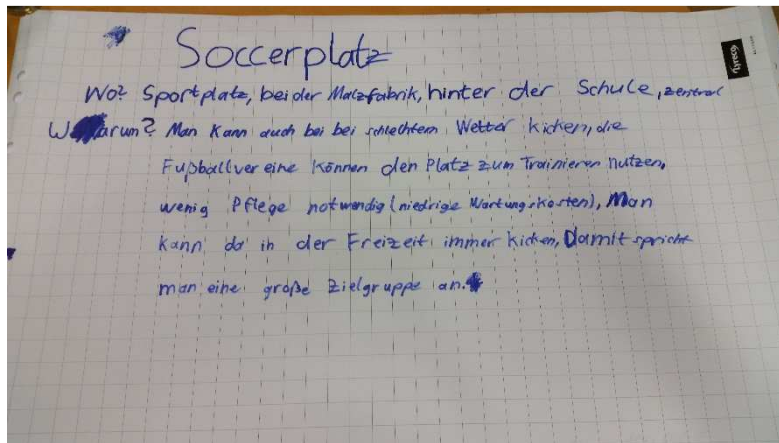 Soccerplatz
lyreco
Wo? Sportplatz, bei der Malzfabrik, hinter der Schule, zentral
Warum? Man kann auch bei bei schlechtem Wetter kicken, die
Fußballvereine können den Platz zum Trainieren nutzen,
wenig Pflege notwendig (niedrige Wartungskosten), Man
kann da in der Freizeit immer kicken, Damit spricht
man eine große Zielgruppe an.